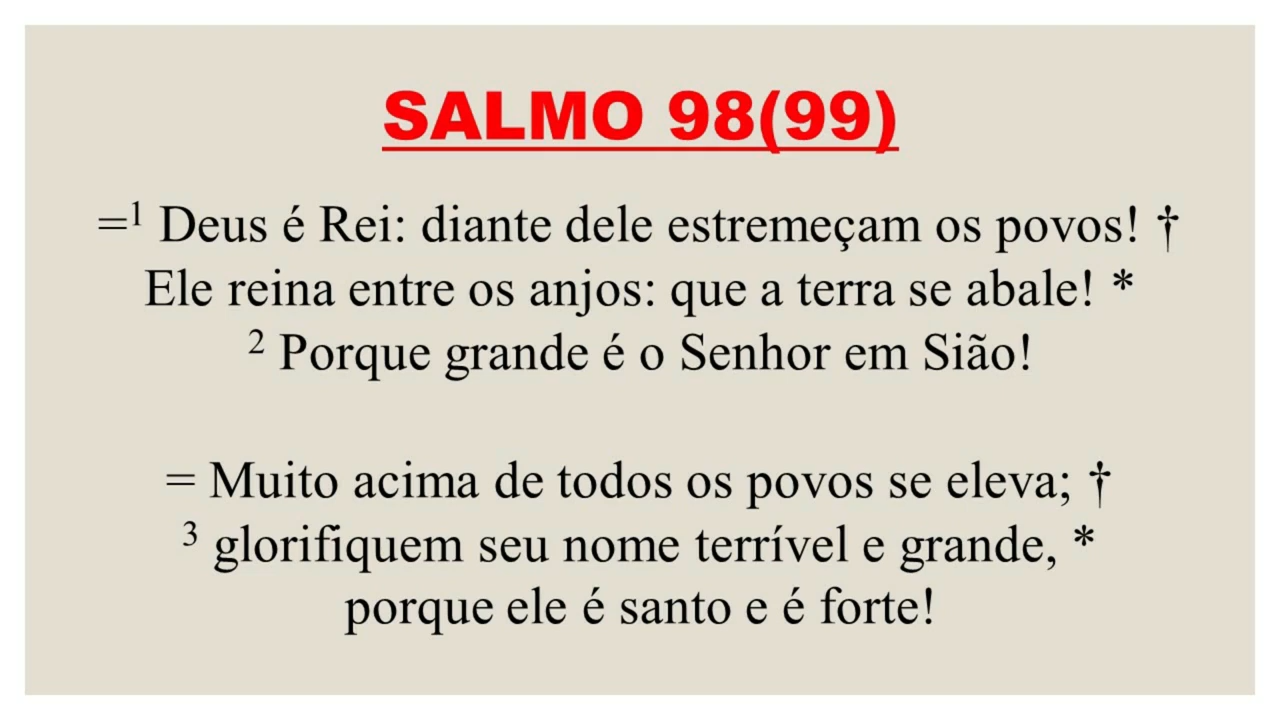 SALMO 98(99)
=¹ Deus é Rei: diante dele estremeçam os povos! †
Ele reina entre os anjos: que a terra se abale! *
² Porque grande é o Senhor em Sião!
= Muito acima de todos os povos se eleva; †
³ glorifiquem seu nome terrível e grande, *
porque ele é santo e é forte!